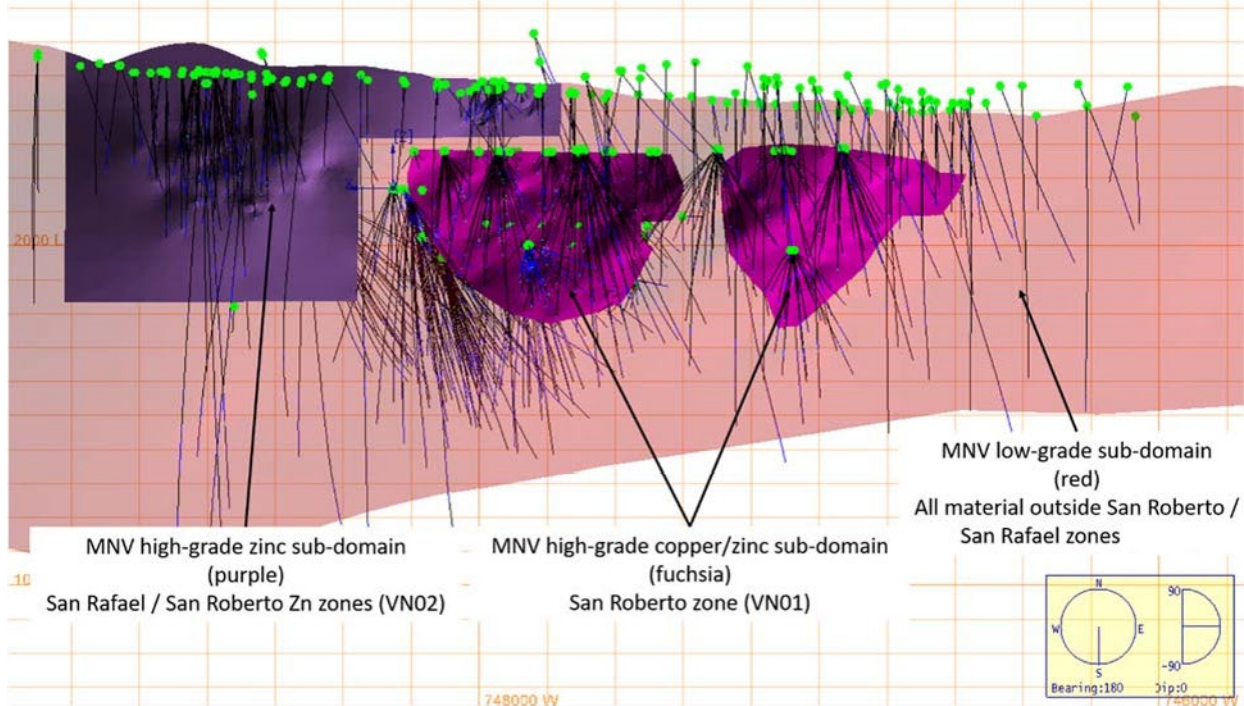 2000 L
MNV low-grade sub-domain
(red)
All material outside San Roberto /
San Rafael zones
MNV high-grade zinc sub-domain
(purple)
San Rafael / San Roberto Zn zones (VN02)
MNV high-grade copper/zinc sub-domain
(fuchsia)
San Roberto zone (VN01)
N
W
E
S
90
-90
Bearing:180
Dip:0
748000 W